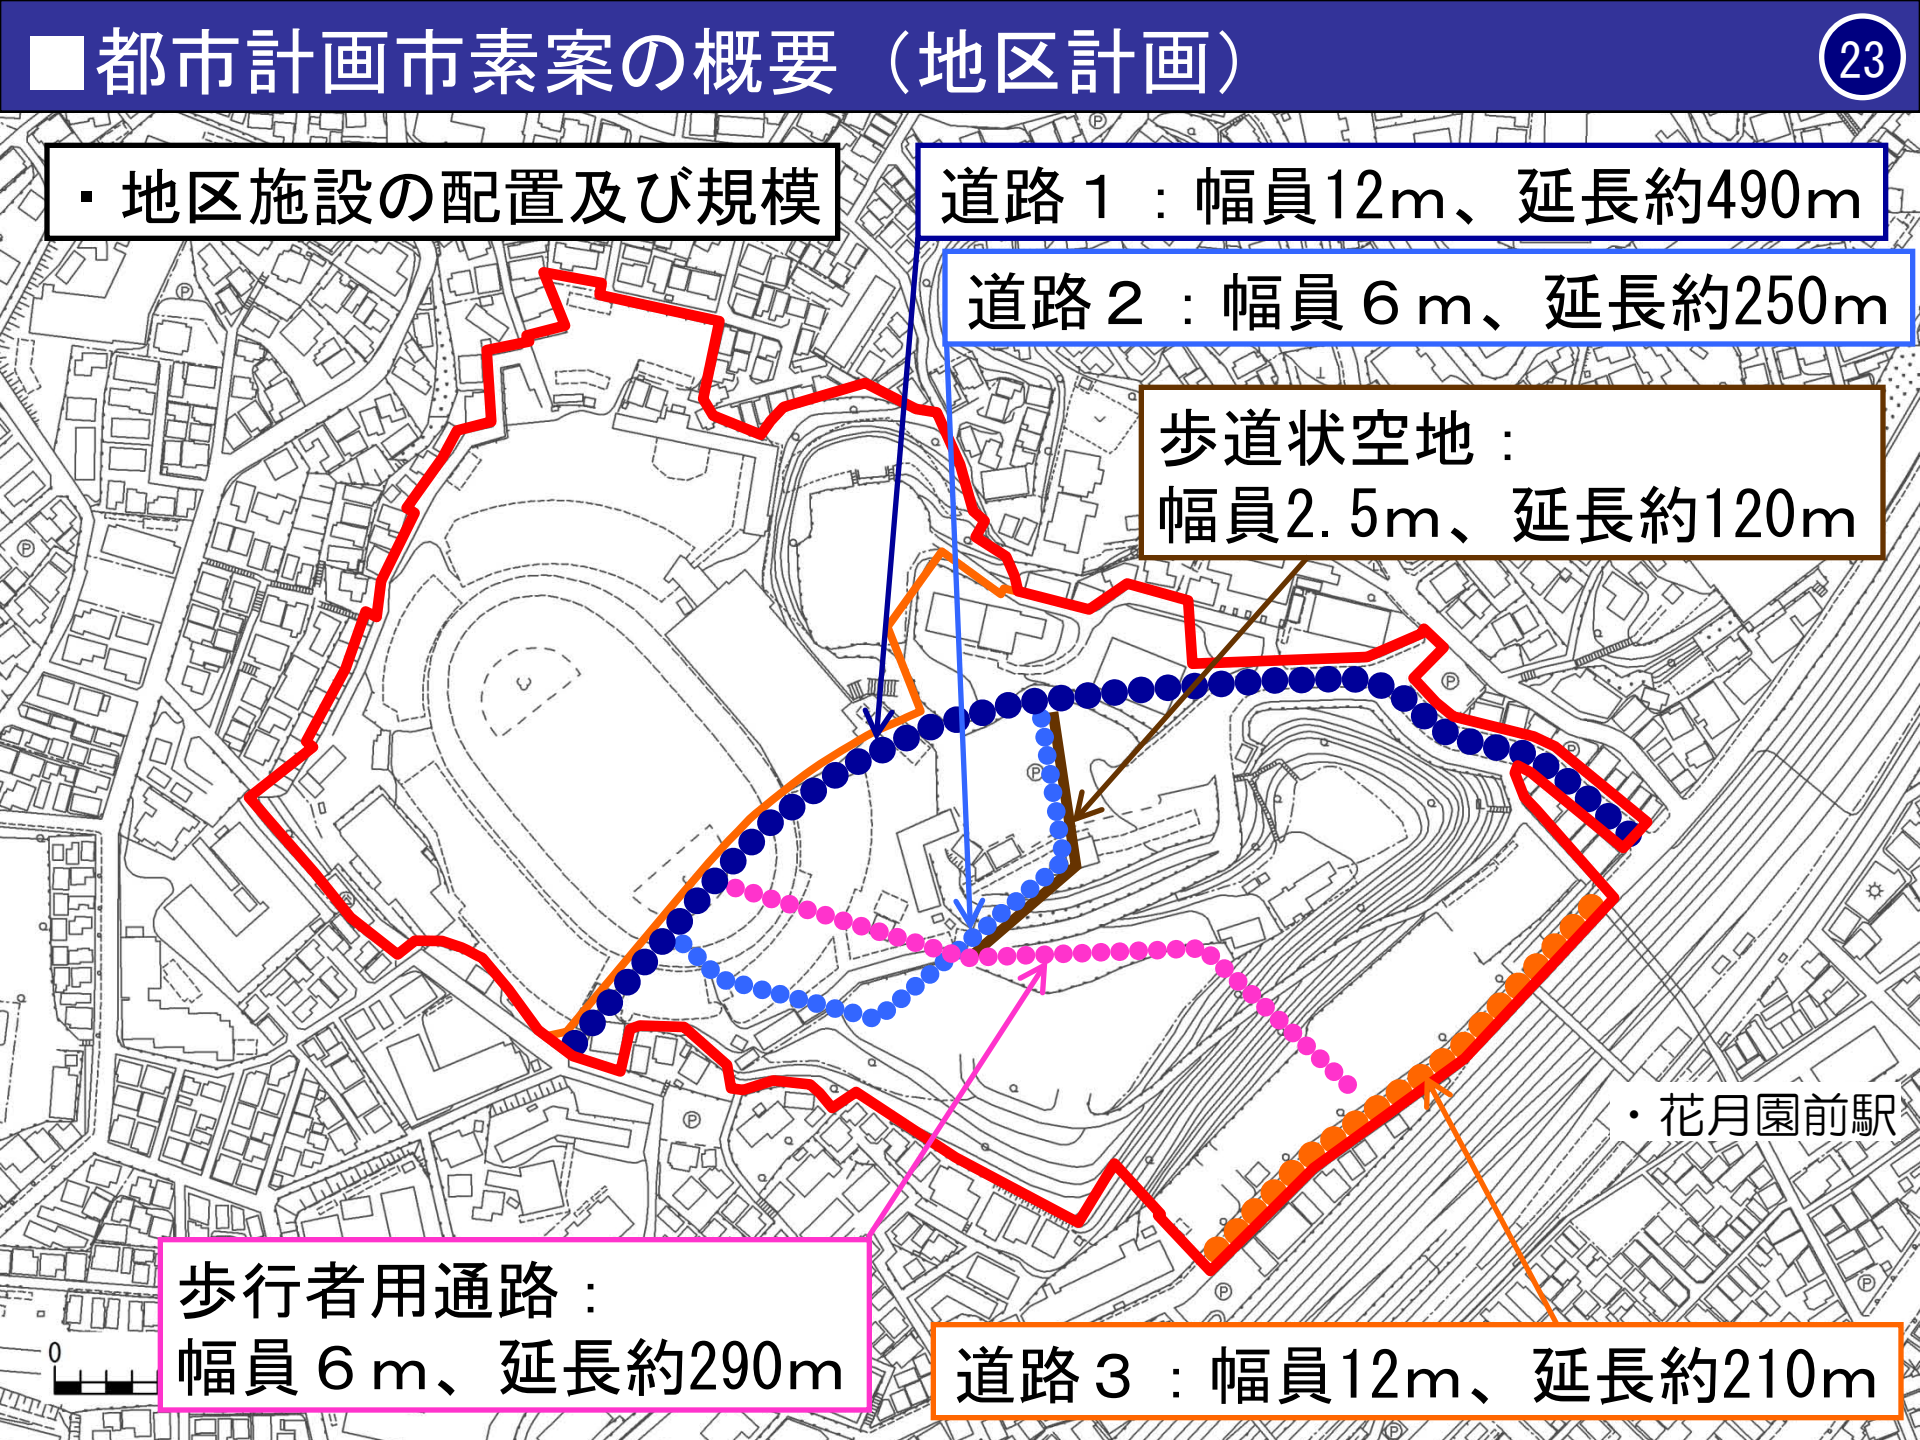 ■都市計画市素案の概要（地区計画）
23
・地区施設の配置及び規模
道路１：幅員12ｍ、延長約490ｍ
道路２：幅員６ｍ、延長約250ｍ
歩道状空地：
幅員2.5ｍ、延長約120ｍ
・花月園前駅
歩行者用通路：
幅員６ｍ、延長約290ｍ
道路３：幅員12ｍ、延長約210ｍ
0
Ⓟ
Ⓟ
Ⓟ
Ⓟ
Ⓟ
Ⓟ
Ⓟ
Ⓟ
Ⓟ